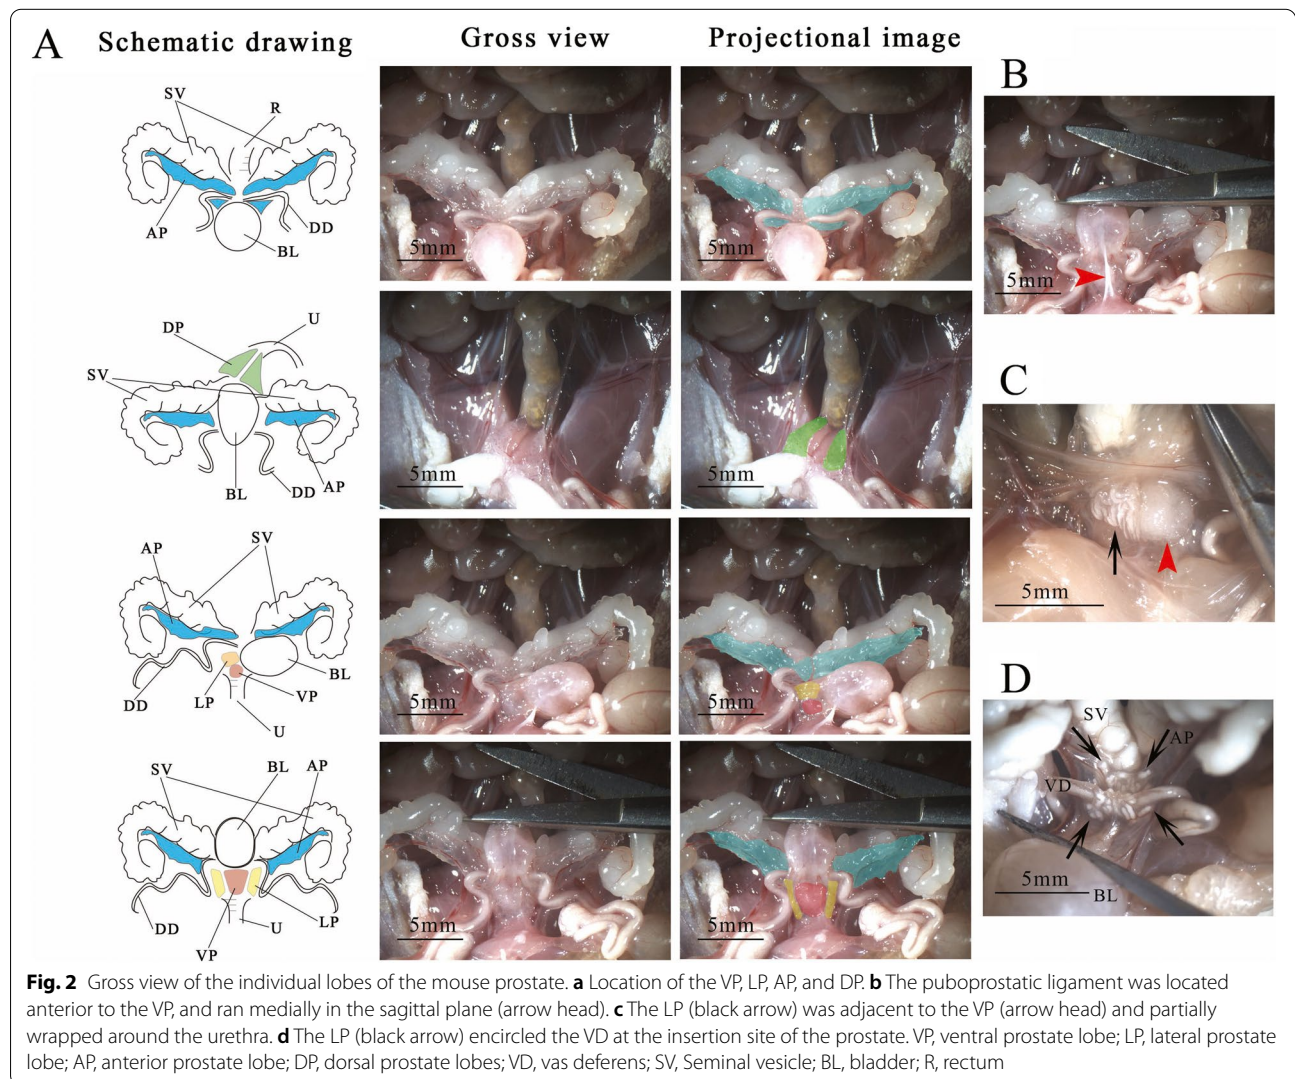 A
Schematic drawing
Gross view
Projectional image
B
SV
R
AP
DD
BL
5mm
5mm
5mm
DP
U
SV
BL
DD
AP
5mm
5mm
C
5mm
AP
SV
DD
LP
VP
BL
U
5mm
5mm
D
SV
AP
VD
5mm
BL
SV
BL
AP
DD
VP
U
LP
5mm
5mm
Fig. 2 Gross view of the individual lobes of the mouse prostate. a Location of the VP, LP, AP, and DP. b The puboprostatic ligament was located
anterior to the VP, and ran medially in the sagittal plane (arrow head). c The LP (black arrow) was adjacent to the VP (arrow head) and partially
wrapped around the urethra. d The LP (black arrow) encircled the VD at the insertion site of the prostate. VP, ventral prostate lobe; LP, lateral prostate
lobe; AP, anterior prostate lobe; DP, dorsal prostate lobes; VD, vas deferens; SV, Seminal vesicle; BL, bladder; R, rectum